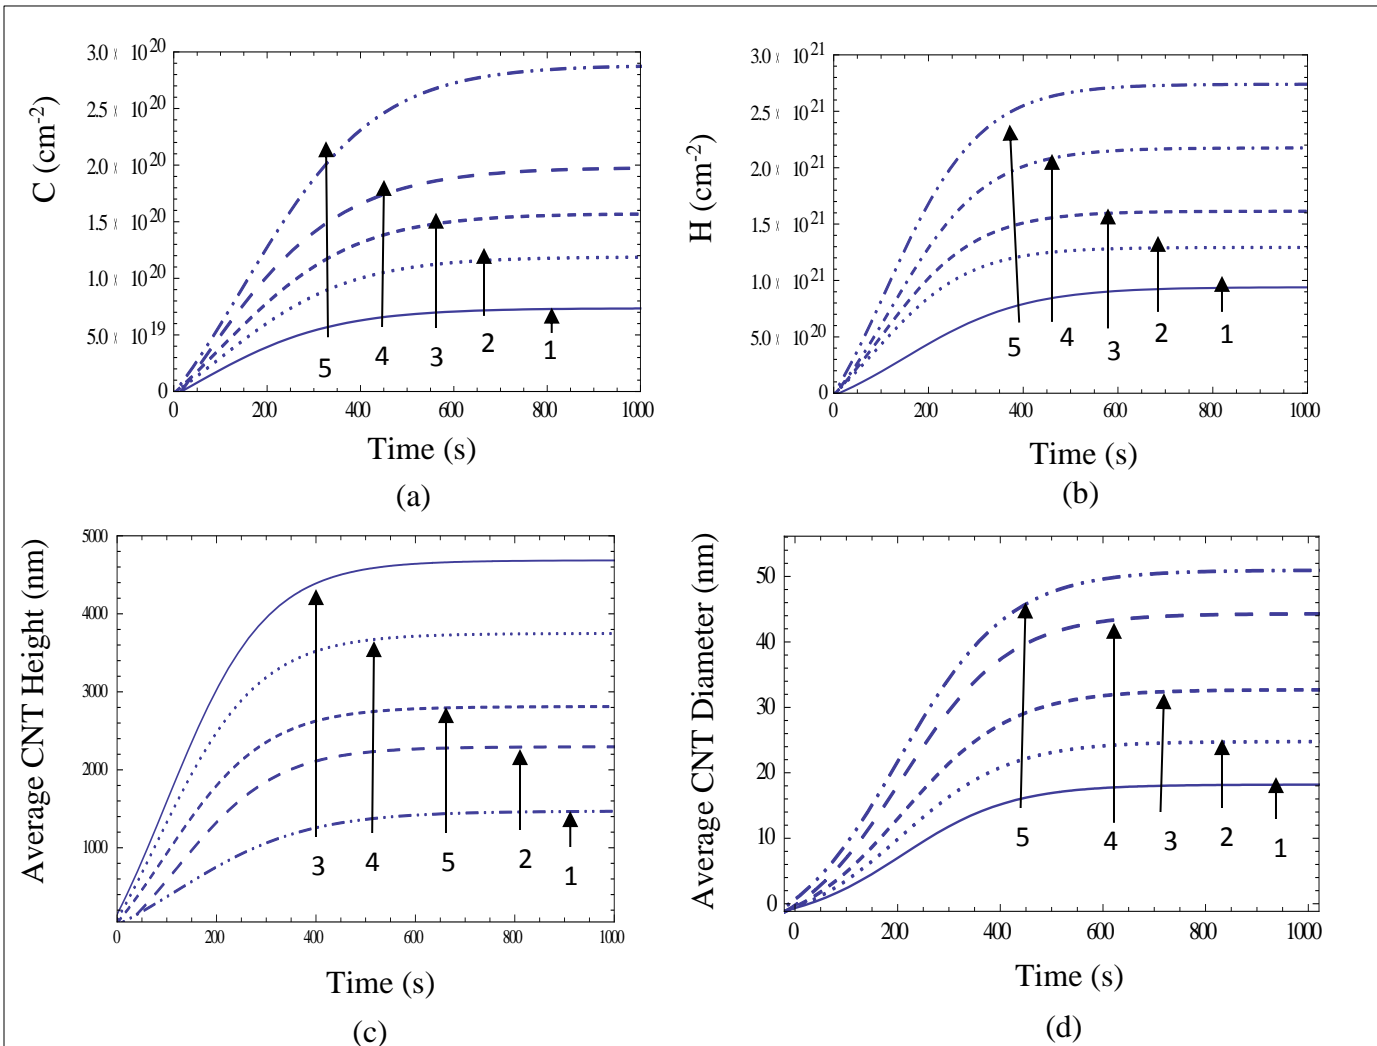 3.0 × 10^20
2.5 × 10^20
2.0 × 10^20
1.5 × 10^20
1.0 × 10^20
5.0 × 10^19
0
C (cm-2)
5 4 3 2 1
0 200 400 600 800 1000
Time (s)
(a)
3.0 × 10^21
2.5 × 10^21
2.0 × 10^21
1.5 × 10^21
1.0 × 10^21
5.0 × 10^20
0
H (cm-2)
5 4 3 2 1
0 200 400 600 800 1000
Time (s)
(b)
5000
4000
3000
2000
1000
Average CNT Height (nm)
3 4 5 2 1
0 200 400 600 800 1000
Time (s)
(c)
50
40
30
20
10
0
Average CNT Diameter (nm)
5 4 3 2 1
0 200 400 600 800 1000
Time (s)
(d)